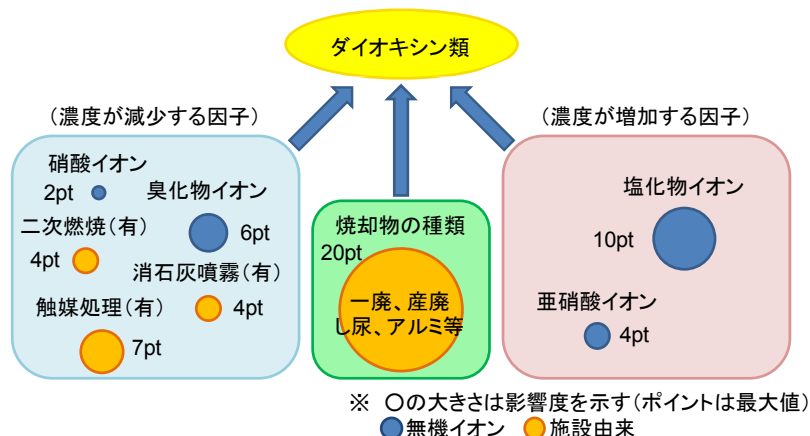 ダイオキシン類
（濃度が減少する因子）
硝酸イオン
2pt
臭化物イオン
6pt
二次燃焼（有）
4pt
消石灰噴霧（有）
4pt
触媒処理（有）
7pt
焼却物の種類
20pt
一廃、産廃
し尿、アルミ等
（濃度が増加する因子）
塩化物イオン
10pt
亜硝酸イオン
4pt
※ ○の大きさは影響度を示す（ポイントは最大値）
無機イオン 施設由来